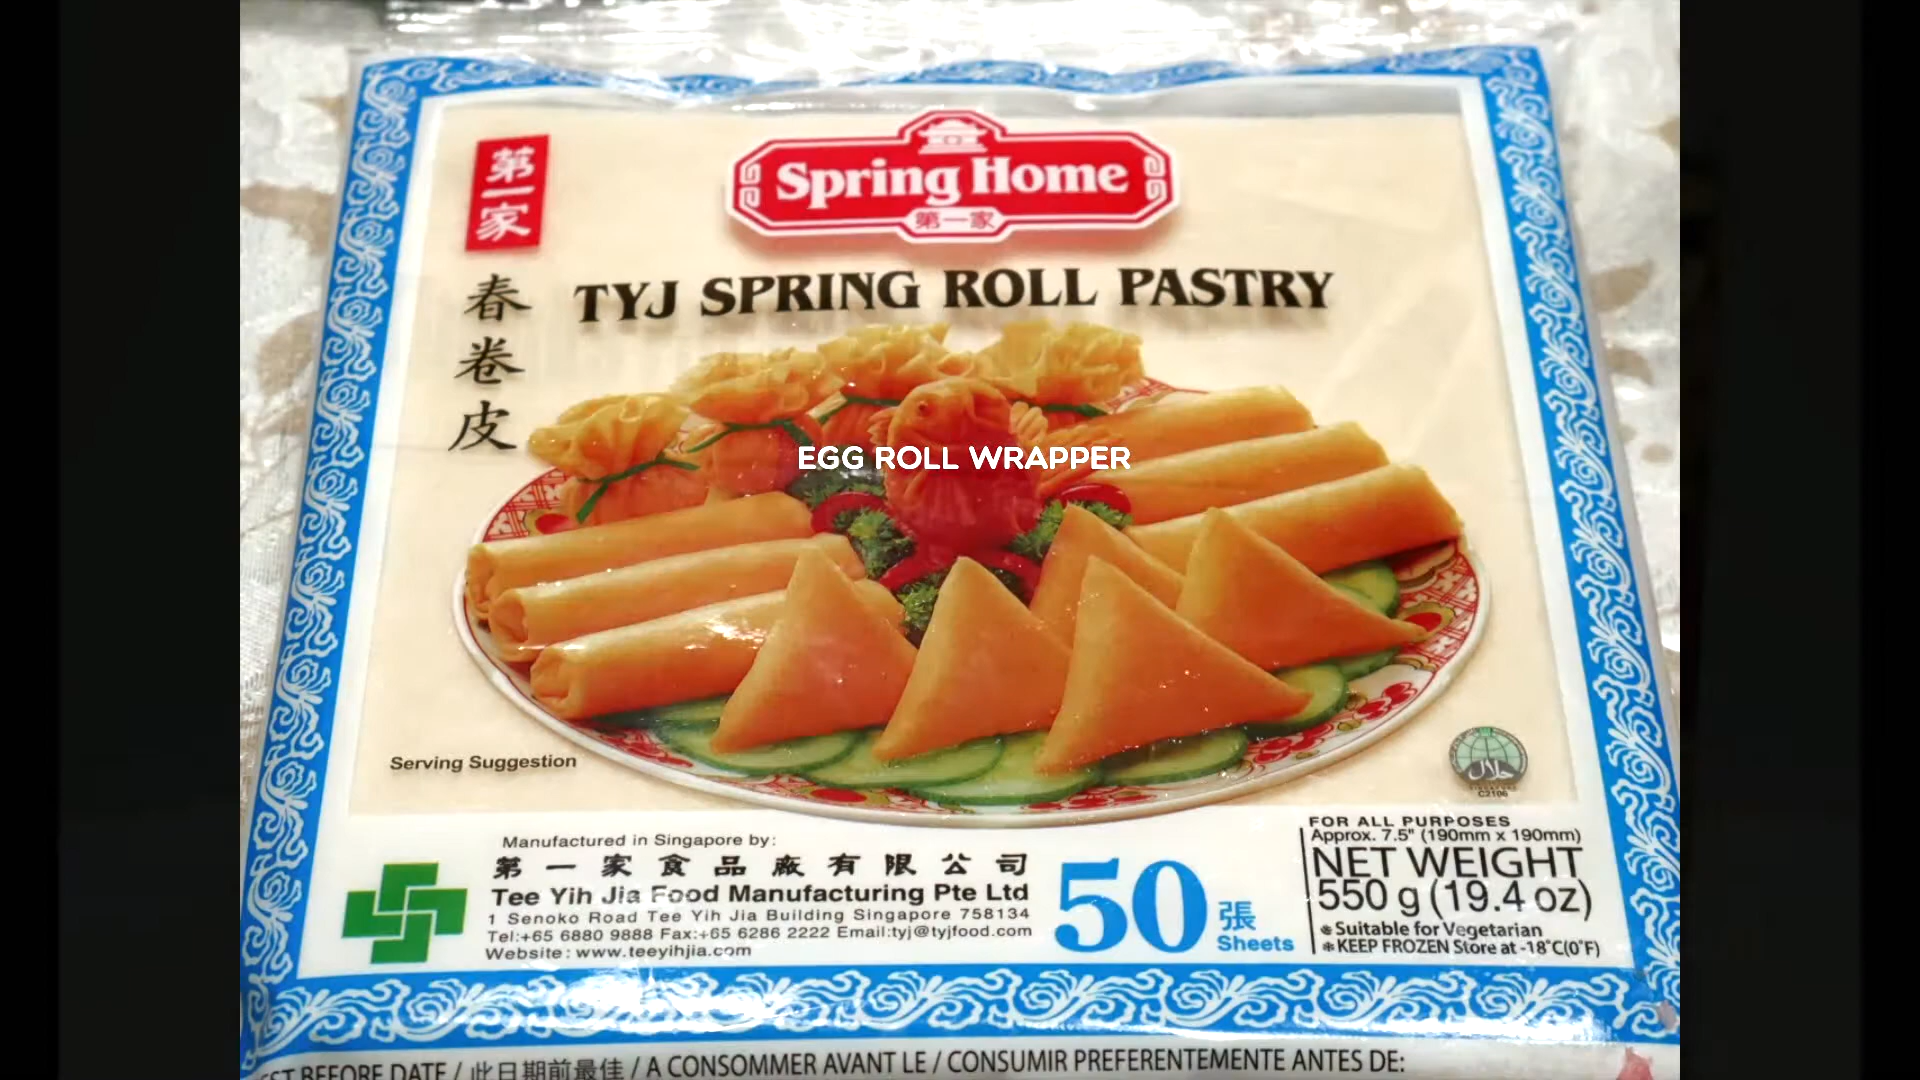 第一家
Spring Home
第一家
春卷皮
TYJ SPRING ROLL PASTRY
EGG ROLL WRAPPER
Serving Suggestion
حلال
SINGAPORE
C2106
Manufactured in Singapore by:
第一家食品廠有限公司
Tee Yih Jia Food Manufacturing Pte Ltd
1 Senoko Road Tee Yih Jia Building Singapore 758134
Tel:+65 6880 9888 Fax:+65 6286 2222 Email:tyj@tyjfood.com
Website: www.teeyihjia.com
50 張
Sheets
FOR ALL PURPOSES
Approx. 7.5" (190mm x 190mm)
NET WEIGHT
550 g (19.4 oz)
* Suitable for Vegetarian
* KEEP FROZEN Store at -18°C(0°F)
BEFORE DATE / 此日期前最佳 / A CONSOMMER AVANT LE / CONSUMIR PREFERENTEMENTE ANTES DE: